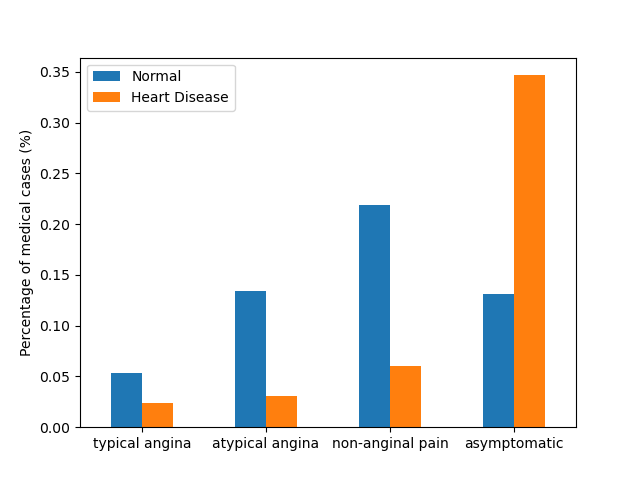 Normal
Heart Disease
Percentage of medical cases (%)
0.35
0.30
0.25
0.20
0.15
0.10
0.05
0.00
typical angina
atypical angina
non-anginal pain
asymptomatic